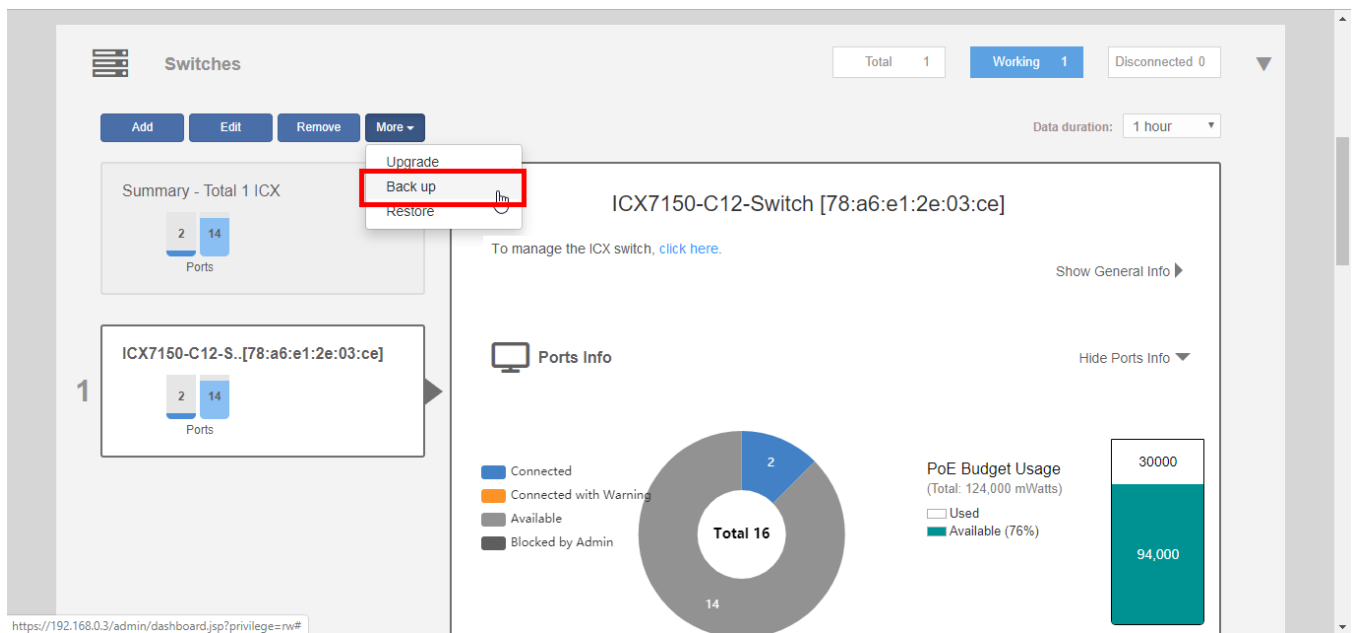 Switches
Total 1
Working 1
Disconnected 0
Add
Edit
Remove
More
Data duration: 1 hour
Upgrade
Back up
Restore
Summary - Total 1 ICX
2 14
Ports
ICX7150-C12-Switch [78:a6:e1:2e:03:ce]
To manage the ICX switch, click here.
Show General Info
1
ICX7150-C12-S..[78:a6:e1:2e:03:ce]
2 14
Ports
Ports Info
Hide Ports Info
Connected
Connected with Warning
Available
Blocked by Admin
2
Total 16
14
PoE Budget Usage
(Total: 124,000 mWatts)
Used
Available (76%)
30000
94,000
https://192.168.0.3/admin/dashboard.jsp?privilege=rw#